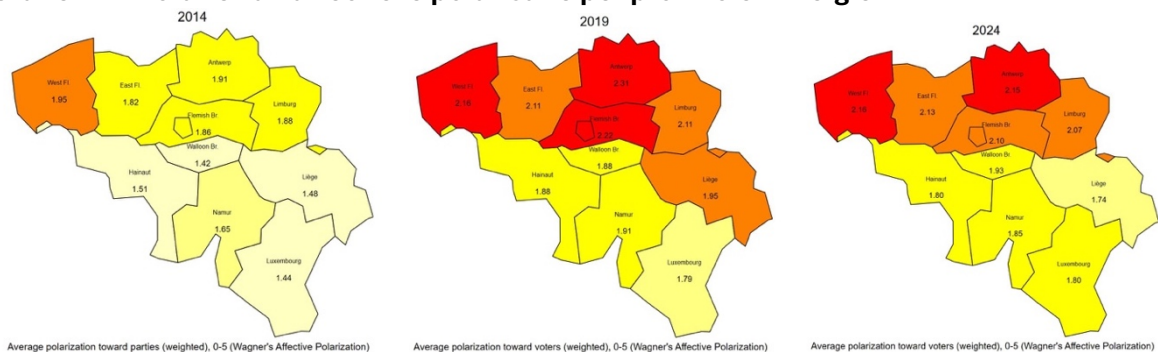 2014
Antwerp
1.91
West Fl.
1.95
East Fl.
1.82
Limburg
1.88
Flemish Br.
1.86
Walloon Br.
1.42
Hainaut
1.51
Liège
1.48
Namur
1.65
Luxembourg
1.44
Average polarization toward parties (weighted), 0-5 (Wagner's Affective Polarization)
2019
Antwerp
2.31
West Fl.
2.16
East Fl.
2.11
Limburg
2.11
Flemish Br.
2.22
Walloon Br.
1.88
Hainaut
1.88
Liège
1.95
Namur
1.91
Luxembourg
1.79
Average polarization toward voters (weighted), 0-5 (Wagner's Affective Polarization)
2024
Antwerp
2.15
West Fl.
2.16
East Fl.
2.13
Limburg
2.07
Flemish Br.
2.10
Walloon Br.
1.93
Hainaut
1.80
Liège
1.74
Namur
1.85
Luxembourg
1.80
Average polarization toward voters (weighted), 0-5 (Wagner's Affective Polarization)